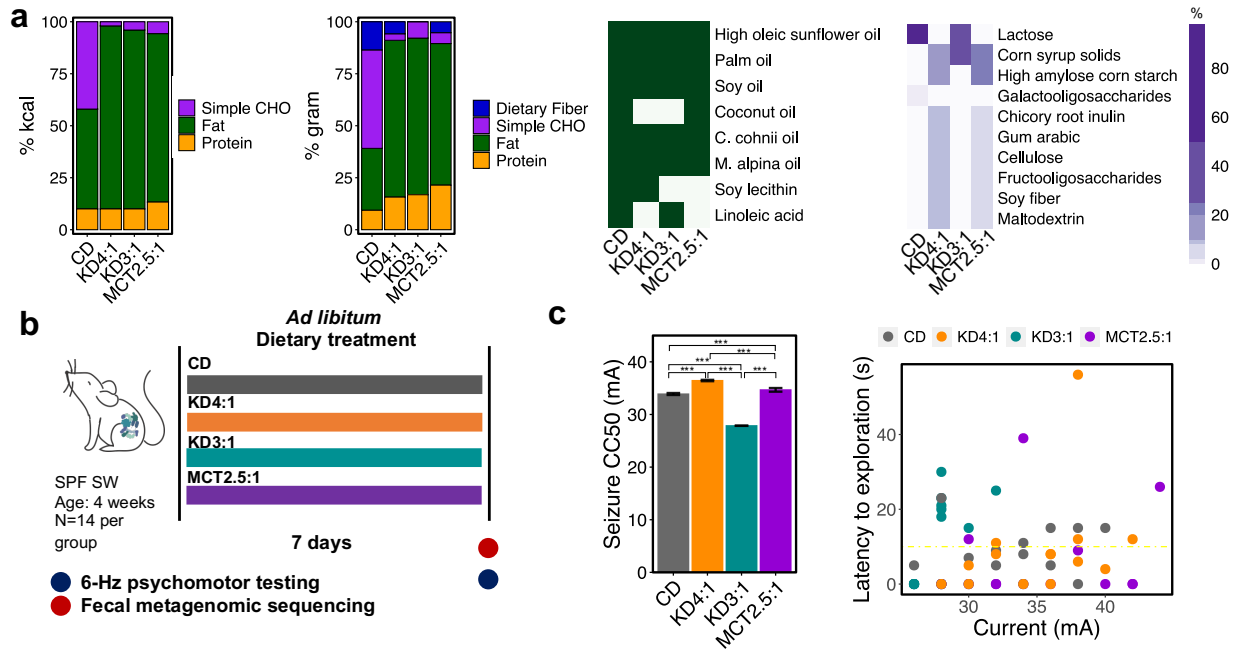 a
% kcal
100
75
50
25
0
CD
KD4:1
KD3:1
MCT2.5:1
Simple CHO
Fat
Protein
% gram
100
75
50
25
0
CD
KD4:1
KD3:1
MCT2.5:1
Dietary Fiber
Simple CHO
Fat
Protein
High oleic sunflower oil
Palm oil
Soy oil
Coconut oil
C. cohnii oil
M. alpina oil
Soy lecithin
Linoleic acid
CD
KD4:1
KD3:1
MCT2.5:1
Lactose
Corn syrup solids
High amylose corn starch
Galactooligosaccharides
Chicory root inulin
Gum arabic
Cellulose
Fructooligosaccharides
Soy fiber
Maltodextrin
CD
KD4:1
KD3:1
MCT2.5:1
%
80
60
40
20
0
b
Ad libitum
Dietary treatment
CD
KD4:1
KD3:1
MCT2.5:1
SPF SW
Age: 4 weeks
N=14 per
group
7 days
6-Hz psychomotor testing
Fecal metagenomic sequencing
c
Seizure CC50 (mA)
40
30
20
10
0
***
***
***
*** *** ***
CD
KD4:1
KD3:1
MCT2.5:1
CD KD4:1 KD3:1 MCT2.5:1
Latency to exploration (s)
40
20
0
30 35 40
Current (mA)